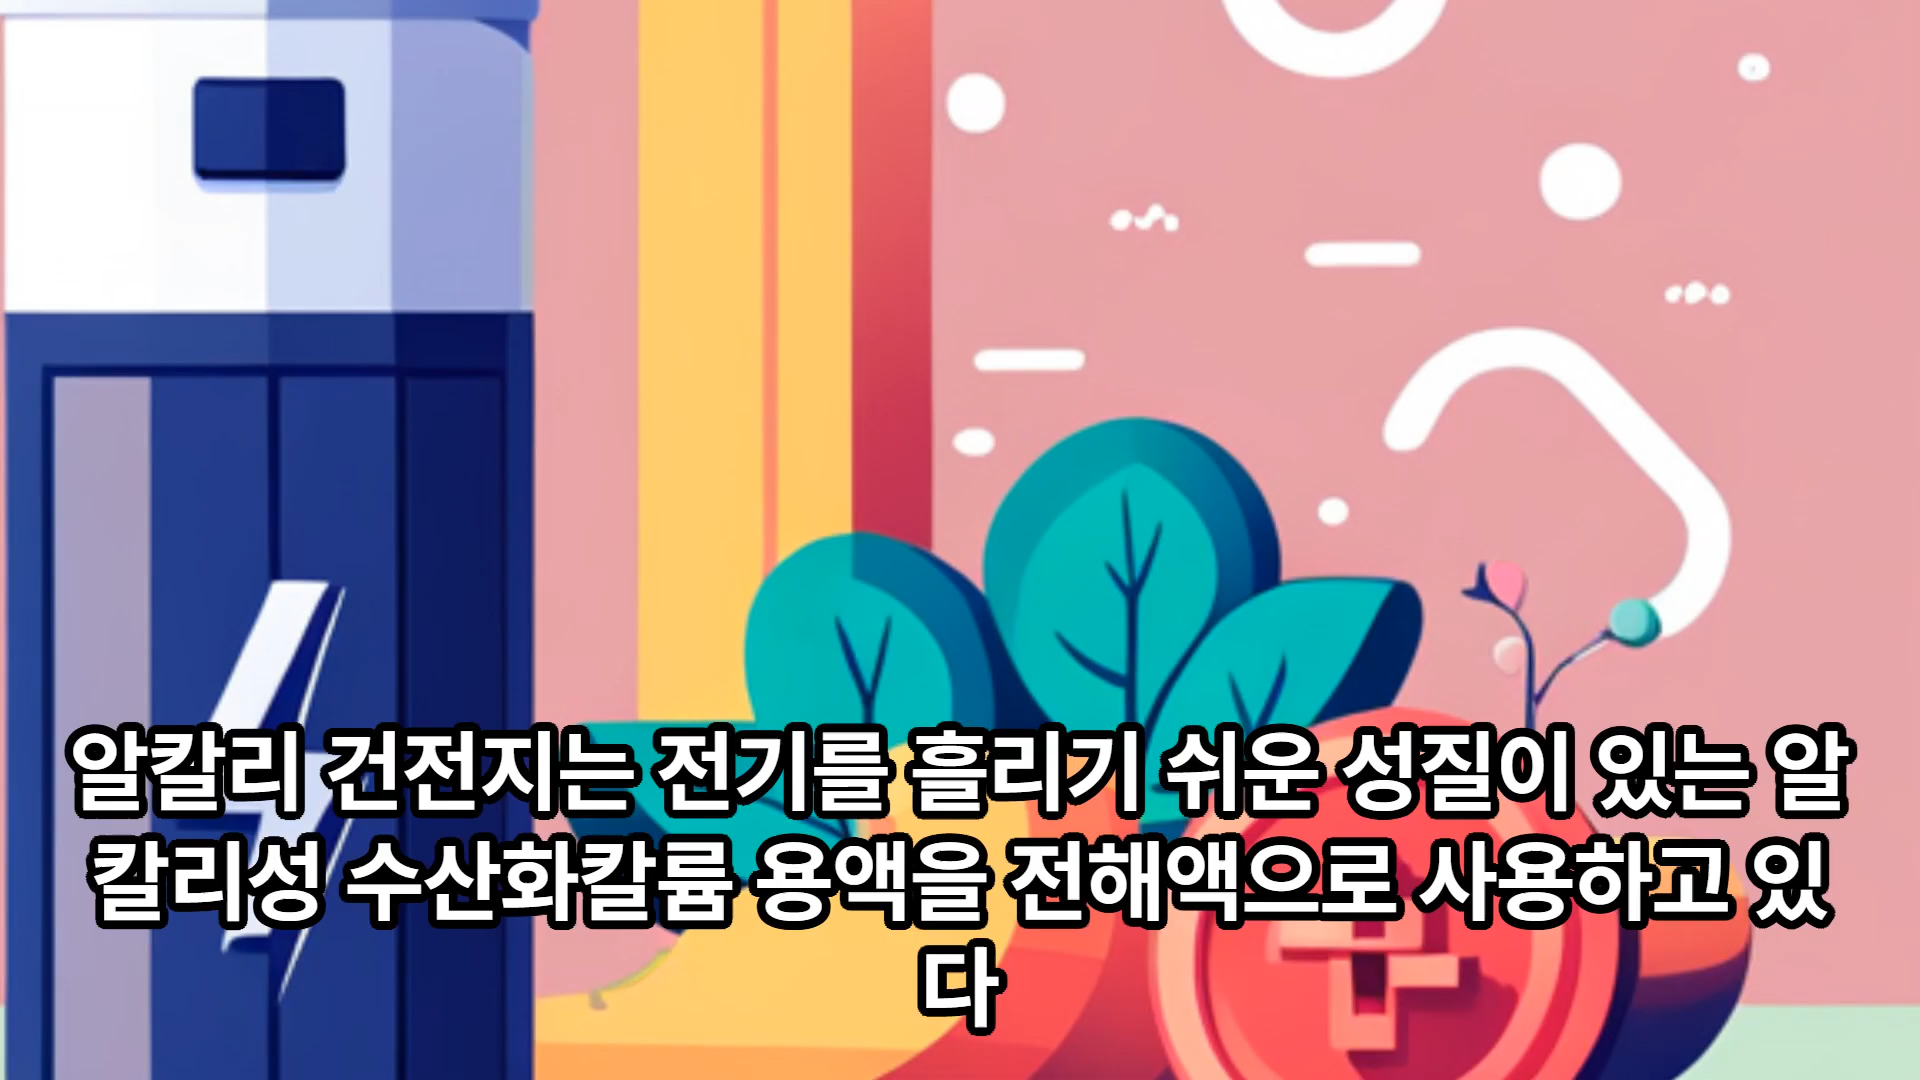 알칼리 건전지는 전기를 흘리기 쉬운 성질이 있는 알
칼리성 수산화칼륨 용액을 전해액으로 사용하고 있
다